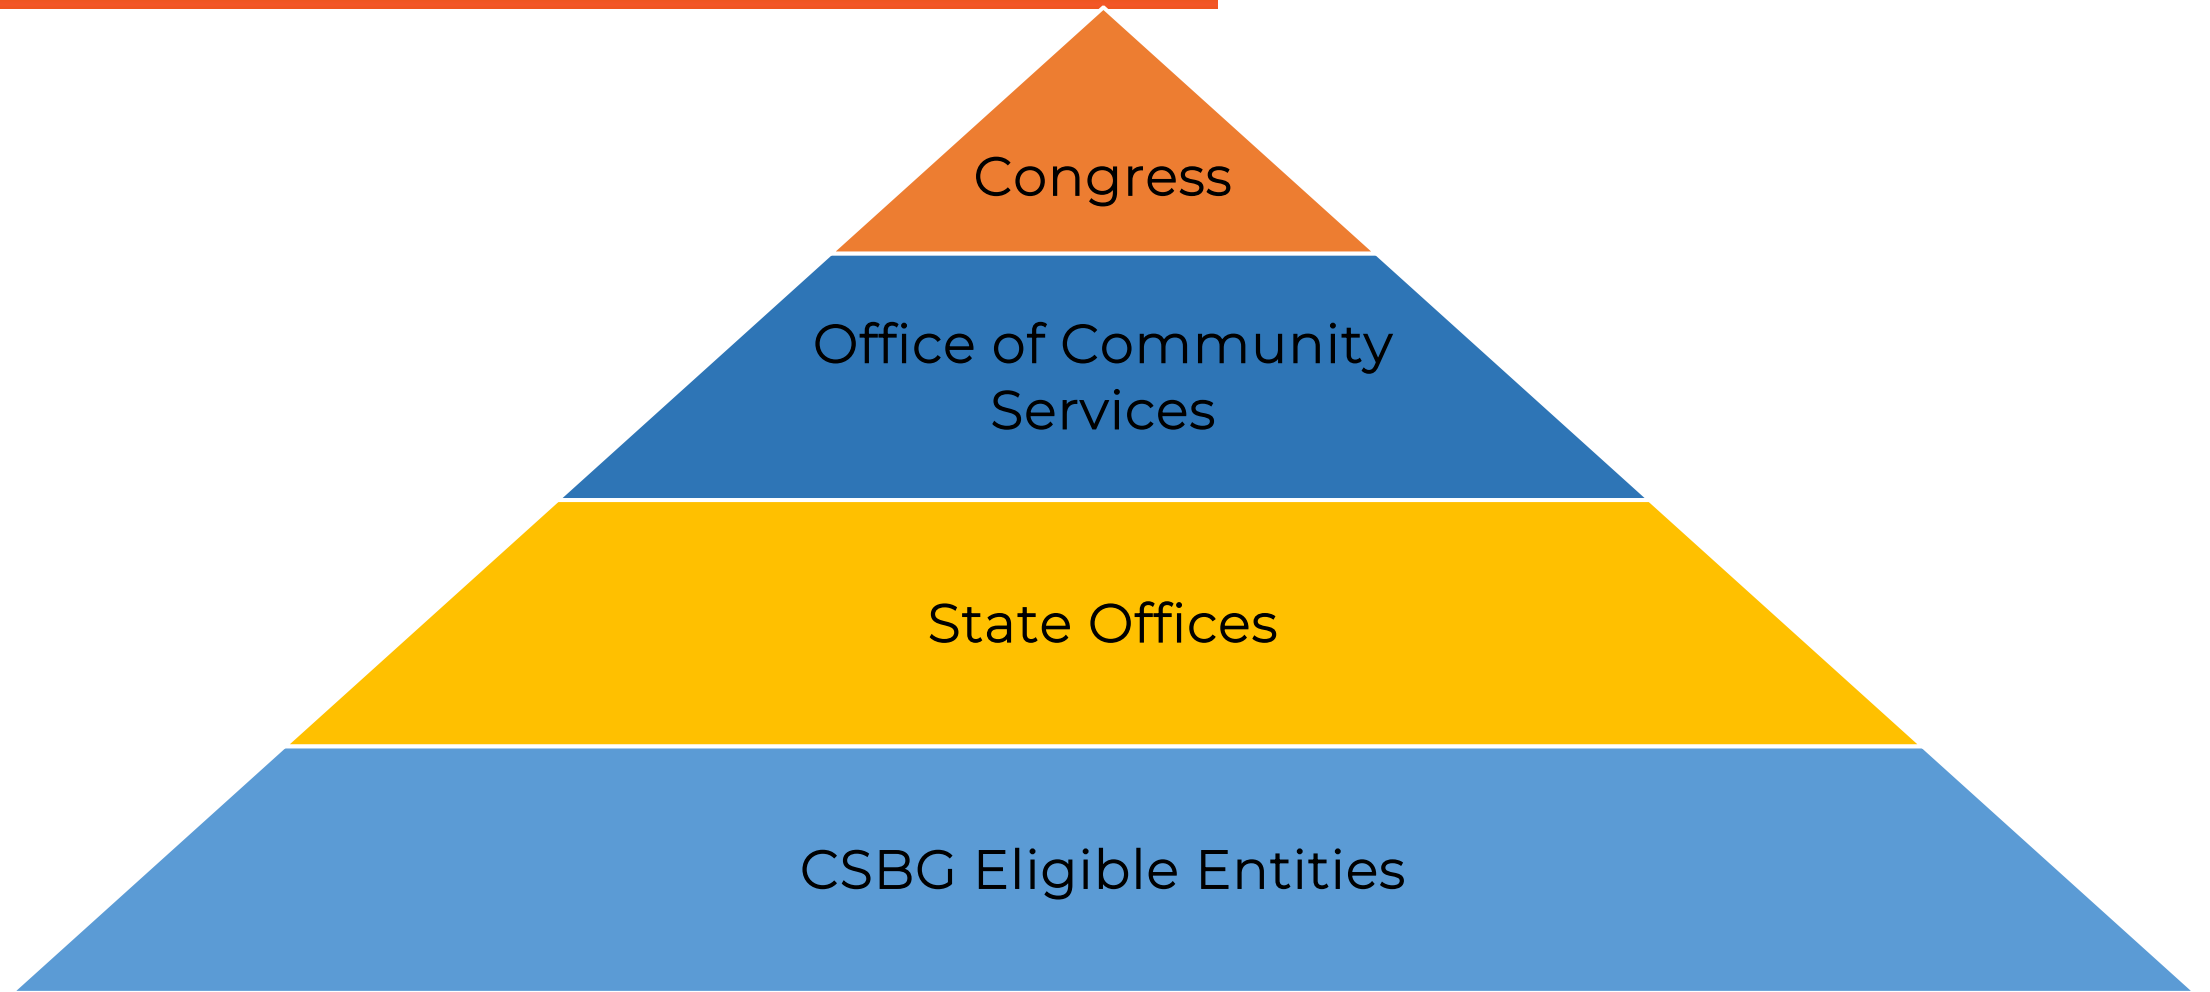 Congress
Office of Community
Services
State Offices
CSBG Eligible Entities